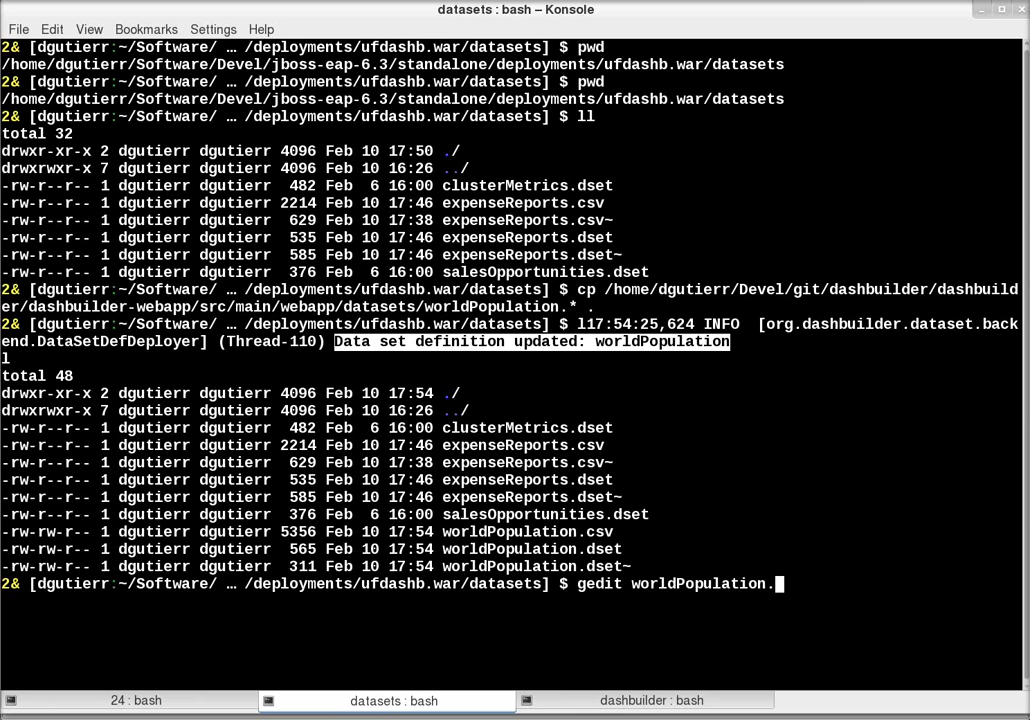 datasets : bash – Konsole
File Edit View Bookmarks Settings Help
2& [dgutierr:~/Software/ … /deployments/ufdashb.war/datasets] $ pwd
/home/dgutierr/Software/Devel/jboss-eap-6.3/standalone/deployments/ufdashb.war/datasets
2& [dgutierr:~/Software/ … /deployments/ufdashb.war/datasets] $ pwd
/home/dgutierr/Software/Devel/jboss-eap-6.3/standalone/deployments/ufdashb.war/datasets
2& [dgutierr:~/Software/ … /deployments/ufdashb.war/datasets] $ ll
total 32
drwxr-xr-x 2 dgutierr dgutierr 4096 Feb 10 17:50 ./
drwxrwxr-x 7 dgutierr dgutierr 4096 Feb 10 16:26 ../
-rw-r--r-- 1 dgutierr dgutierr  482 Feb  6 16:00 clusterMetrics.dset
-rw-r--r-- 1 dgutierr dgutierr 2214 Feb 10 17:46 expenseReports.csv
-rw-r--r-- 1 dgutierr dgutierr  629 Feb 10 17:38 expenseReports.csv~
-rw-r--r-- 1 dgutierr dgutierr  535 Feb 10 17:46 expenseReports.dset
-rw-r--r-- 1 dgutierr dgutierr  585 Feb 10 17:46 expenseReports.dset~
-rw-r--r-- 1 dgutierr dgutierr  376 Feb  6 16:00 salesOpportunities.dset
2& [dgutierr:~/Software/ … /deployments/ufdashb.war/datasets] $ cp /home/dgutierr/Devel/git/dashbuilder/dashbuild
er/dashbuilder-webapp/src/main/webapp/datasets/worldPopulation.* .
2& [dgutierr:~/Software/ … /deployments/ufdashb.war/datasets] $ l17:54:25,624 INFO  [org.dashbuilder.dataset.back
end.DataSetDefDeployer] (Thread-110) Data set definition updated: worldPopulation
l
total 48
drwxr-xr-x 2 dgutierr dgutierr 4096 Feb 10 17:54 ./
drwxrwxr-x 7 dgutierr dgutierr 4096 Feb 10 16:26 ../
-rw-r--r-- 1 dgutierr dgutierr  482 Feb  6 16:00 clusterMetrics.dset
-rw-r--r-- 1 dgutierr dgutierr 2214 Feb 10 17:46 expenseReports.csv
-rw-r--r-- 1 dgutierr dgutierr  629 Feb 10 17:38 expenseReports.csv~
-rw-r--r-- 1 dgutierr dgutierr  535 Feb 10 17:46 expenseReports.dset
-rw-r--r-- 1 dgutierr dgutierr  585 Feb 10 17:46 expenseReports.dset~
-rw-r--r-- 1 dgutierr dgutierr  376 Feb  6 16:00 salesOpportunities.dset
-rw-rw-r-- 1 dgutierr dgutierr 5356 Feb 10 17:54 worldPopulation.csv
-rw-rw-r-- 1 dgutierr dgutierr  565 Feb 10 17:54 worldPopulation.dset
-rw-rw-r-- 1 dgutierr dgutierr  311 Feb 10 17:54 worldPopulation.dset~
2& [dgutierr:~/Software/ … /deployments/ufdashb.war/datasets] $ gedit worldPopulation.
24 : bash datasets : bash dashbuilder : bash